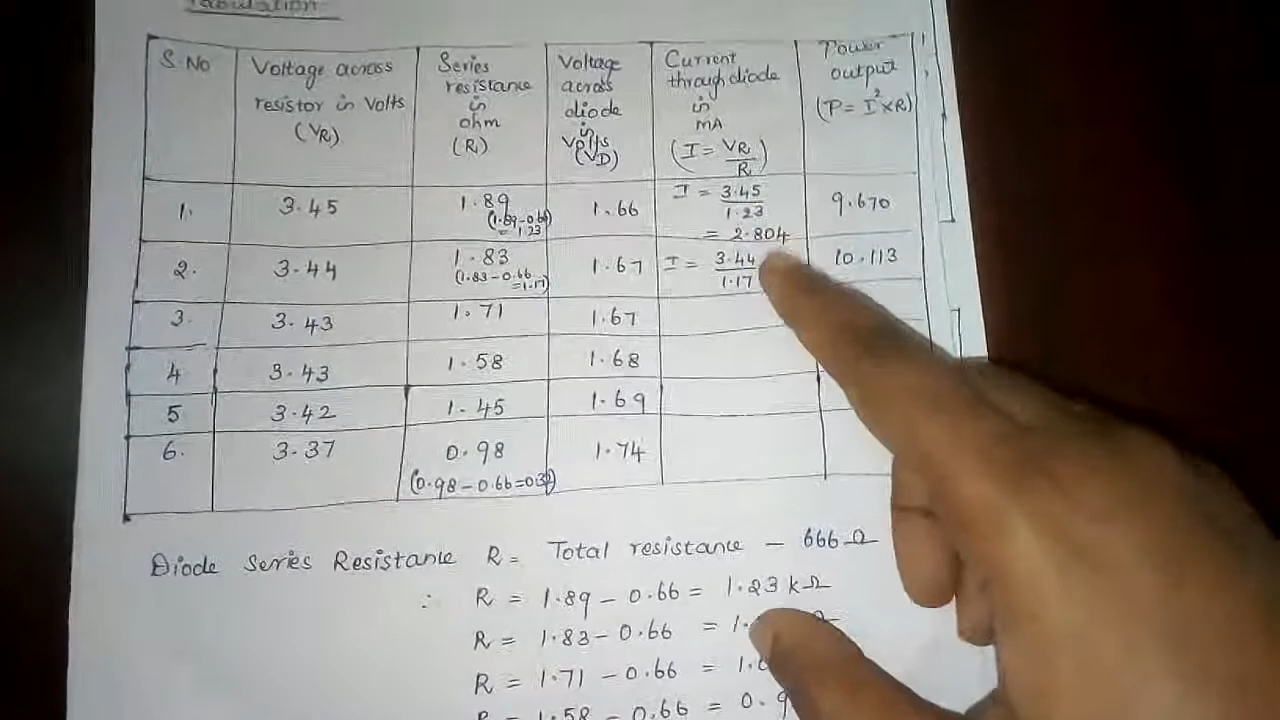 Tabulation
S.No
Voltage across
resistor in Volts
(VR)
Series
resistance
in
ohm
(R)
Voltage
across
diode
in
Volts
(VD)
Current
through diode
in
mA
(I = VR/R)
Power
output
(P = I²×R)
1.
3.45
1.89
(1.89-0.66
= 1.23
1.66
I = 3.45/1.23
= 2.804
9.670
2.
3.44
1.83
(1.83-0.66
=1.17)
1.67
I = 3.44/1.17
10.113
3.
3.43
1.71
1.67
4
3.43
1.58
1.68
5
3.42
1.45
1.69
6.
3.37
0.98
(0.98-0.66=0.32)
1.74
Diode Series Resistance R = Total resistance - 666Ω
∴ R = 1.89 - 0.66 = 1.23 kΩ
R = 1.83 - 0.66 = 1.
R = 1.71 - 0.66 = 1.
R = 1.58 - 0.66 = 0.9